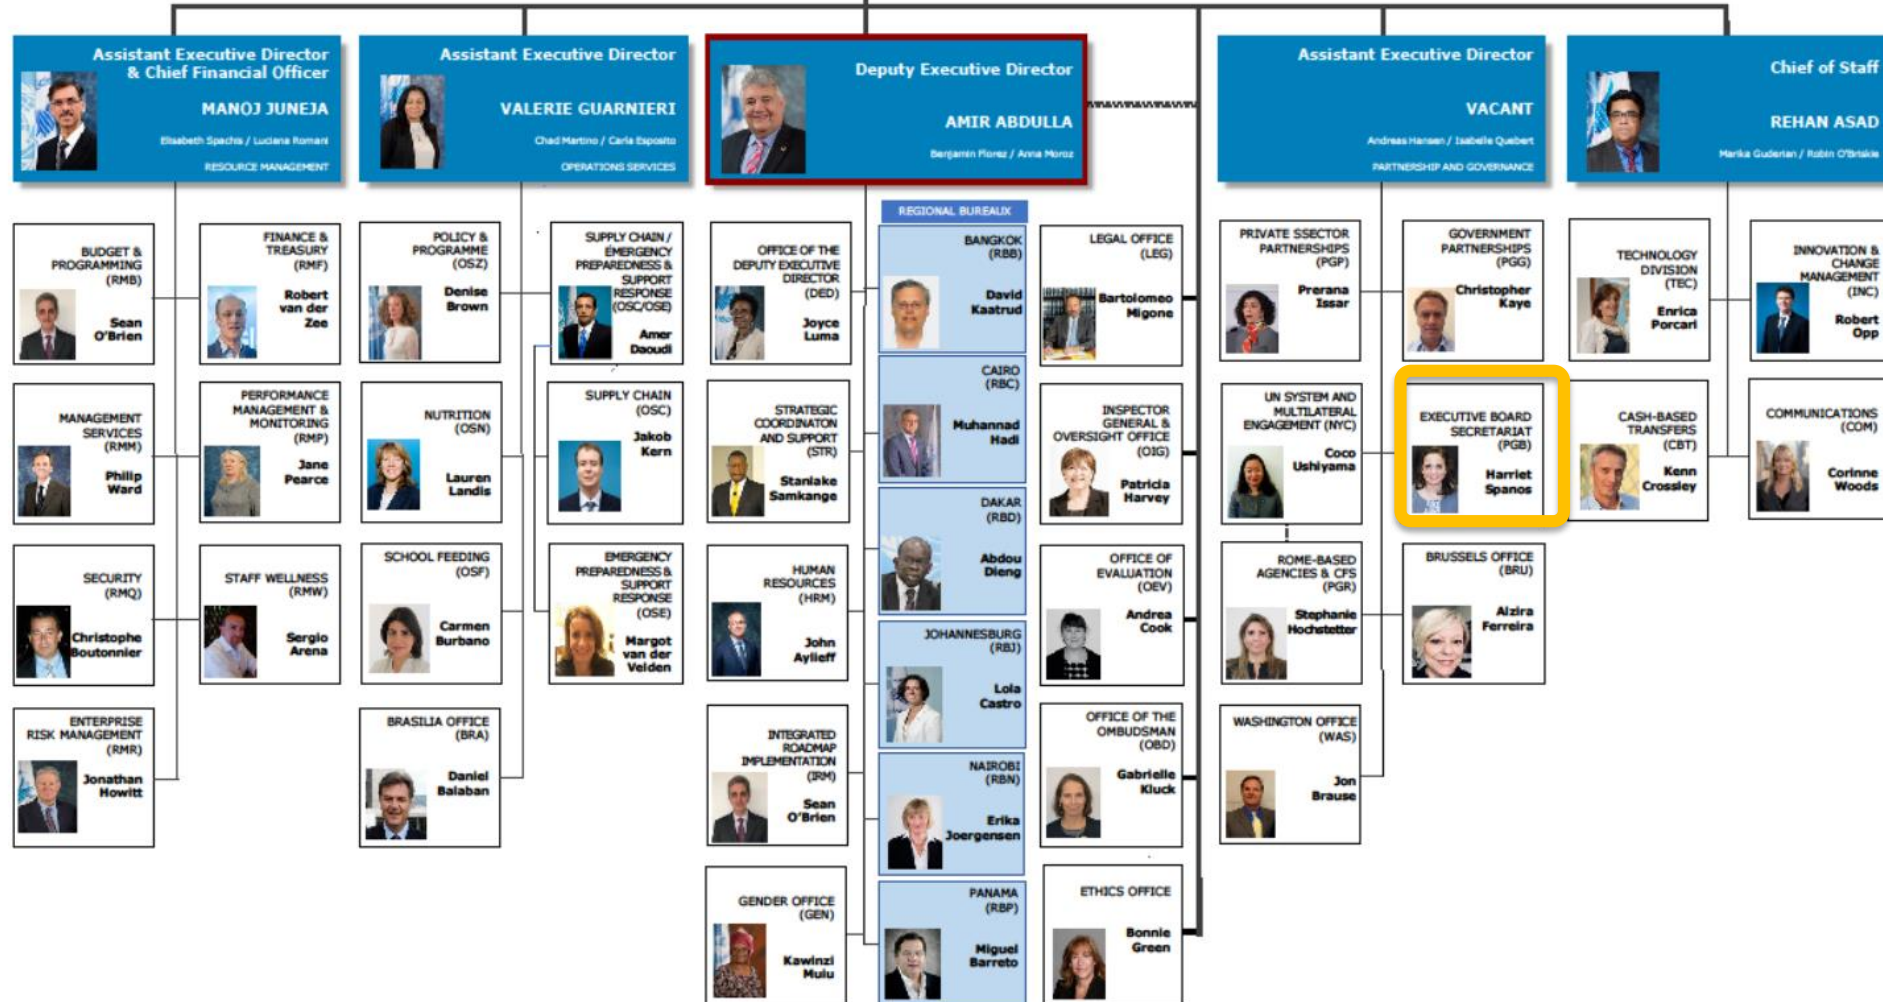 Assistant Executive Director
& Chief Financial Officer
MANOJ JUNEJA
Elisabeth Spachis / Luciana Romani
RESOURCE MANAGEMENT
Assistant Executive Director
VALERIE GUARNIERI
Chad Martino / Carla Esposito
OPERATIONS SERVICES
Deputy Executive Director
AMIR ABDULLA
Benjamin Florez / Anna Moroz
Assistant Executive Director
VACANT
Andreas Hansen / Isabelle Quebert
PARTNERSHIP AND GOVERNANCE
Chief of Staff
REHAN ASAD
Marika Guderian / Robin O'Briskie
BUDGET &
PROGRAMMING
(RMB)
Sean
O'Brien
FINANCE &
TREASURY
(RMF)
Robert
van der
Zee
MANAGEMENT
SERVICES
(RMM)
Philip
Ward
PERFORMANCE
MANAGEMENT &
MONITORING
(RMP)
Jane
Pearce
SECURITY
(RMQ)
Christophe
Boutonnier
STAFF WELLNESS
(RMW)
Sergio
Arena
ENTERPRISE
RISK MANAGEMENT
(RMR)
Jonathan
Howitt
POLICY &
PROGRAMME
(OSZ)
Denise
Brown
SUPPLY CHAIN /
EMERGENCY
PREPAREDNESS &
SUPPORT
RESPONSE
(OSC/OSE)
Amer
Daoudi
NUTRITION
(OSN)
Lauren
Landis
SUPPLY CHAIN
(OSC)
Jakob
Kern
SCHOOL FEEDING
(OSF)
Carmen
Burbano
EMERGENCY
PREPAREDNESS &
SUPPORT
RESPONSE
(OSE)
Margot
van der
Velden
BRASILIA OFFICE
(BRA)
Daniel
Balaban
OFFICE OF THE
DEPUTY EXECUTIVE
DIRECTOR
(DED)
Joyce
Luma
STRATEGIC
COORDINATON
AND SUPPORT
(STR)
Stanlake
Samkange
HUMAN
RESOURCES
(HRM)
John
Aylieff
INTEGRATED
ROADMAP
IMPLEMENTATION
(IRM)
Sean
O'Brien
GENDER OFFICE
(GEN)
Kawinzi
Muiu
REGIONAL BUREAUX
BANGKOK
(RBB)
David
Kaatrud
CAIRO
(RBC)
Muhannad
Hadi
DAKAR
(RBD)
Abdou
Dieng
JOHANNESBURG
(RBJ)
Lola
Castro
NAIROBI
(RBN)
Erika
Joergensen
PANAMA
(RBP)
Miguel
Barreto
LEGAL OFFICE
(LEG)
Bartolomeo
Migone
INSPECTOR
GENERAL &
OVERSIGHT OFFICE
(OIG)
Patricia
Harvey
OFFICE OF
EVALUATION
(OEV)
Andrea
Cook
OFFICE OF THE
OMBUDSMAN
(OBD)
Gabrielle
Kluck
ETHICS OFFICE
Bonnie
Green
PRIVATE SSECTOR
PARTNERSHIPS
(PGP)
Prerana
Issar
GOVERNMENT
PARTNERSHIPS
(PGG)
Christopher
Kaye
UN SYSTEM AND
MULTILATERAL
ENGAGEMENT (NYC)
Coco
Ushiyama
EXECUTIVE BOARD
SECRETARIAT
(PGB)
Harriet
Spanos
ROME-BASED
AGENCIES & CFS
(PGR)
Stephanie
Hochstetter
BRUSSELS OFFICE
(BRU)
Alzira
Ferreira
WASHINGTON OFFICE
(WAS)
Jon
Brause
TECHNOLOGY
DIVISION
(TEC)
Enrica
Porcari
INNOVATION &
CHANGE
MANAGEMENT
(INC)
Robert
Opp
CASH-BASED
TRANSFERS
(CBT)
Kenn
Crossley
COMMUNICATIONS
(COM)
Corinne
Woods